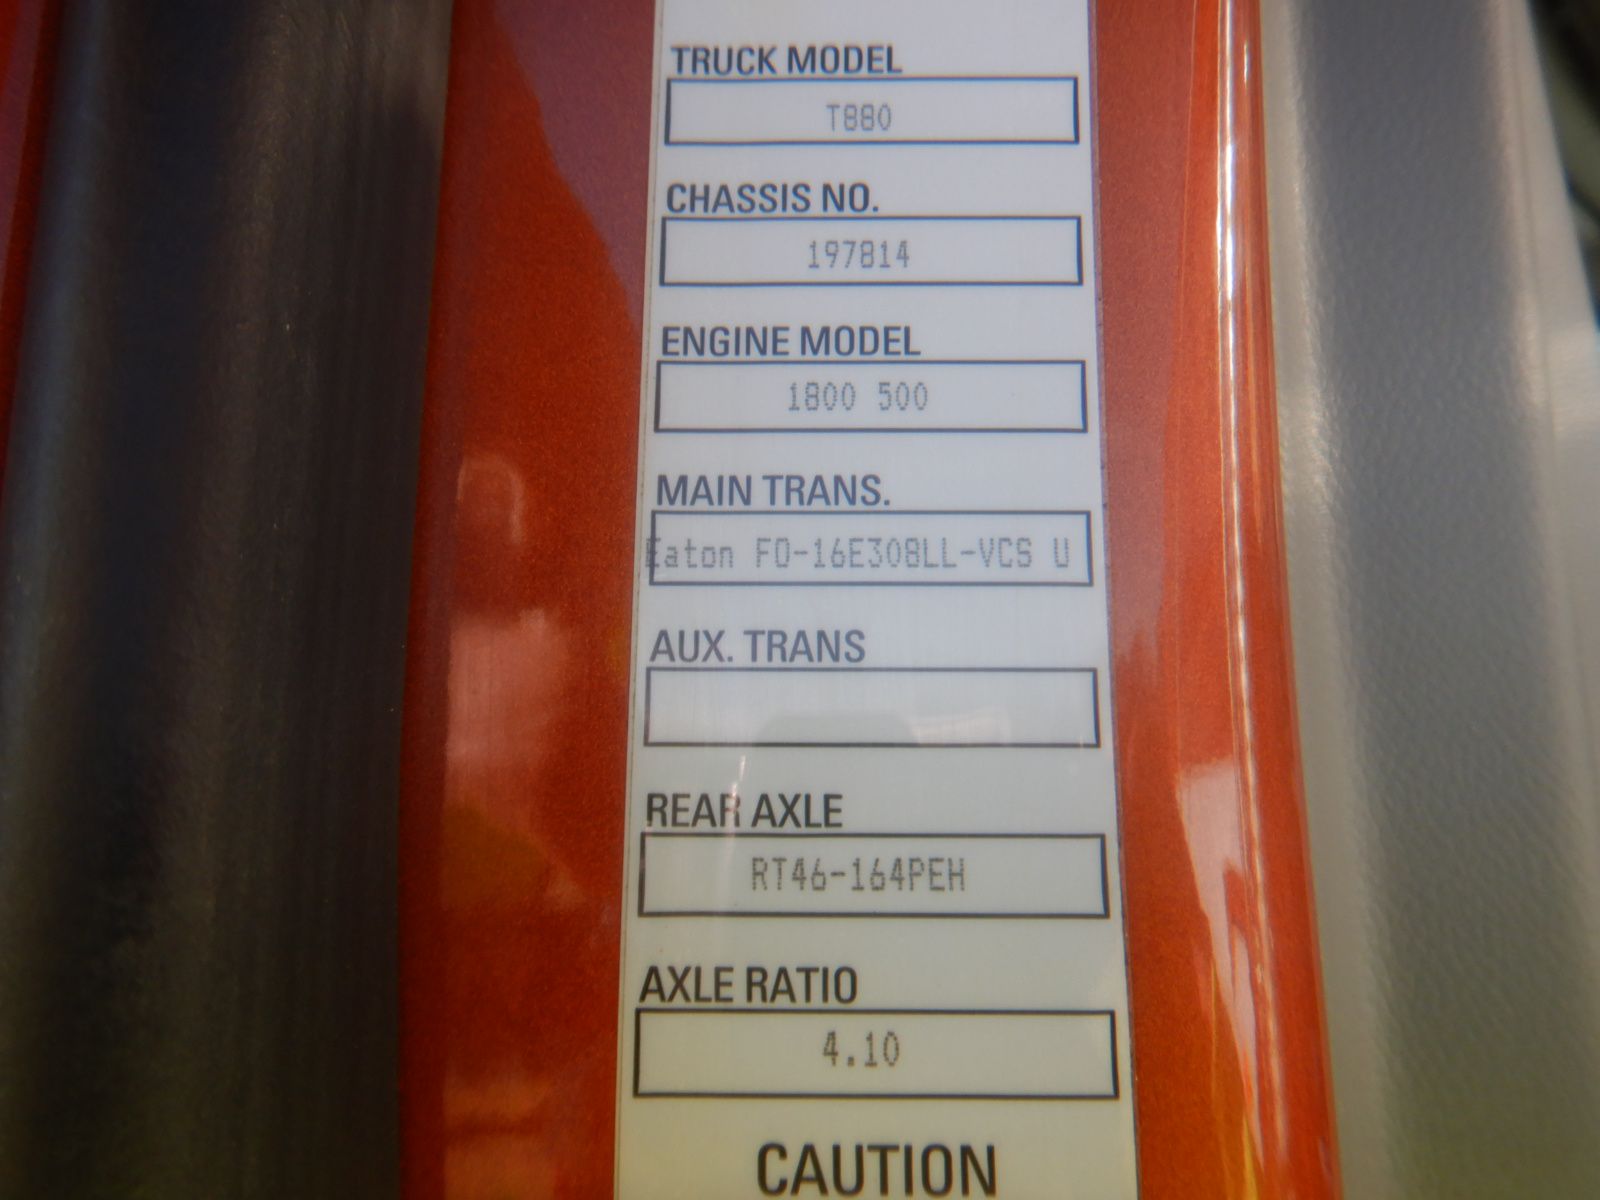 TRUCK MODEL
T880
CHASSIS NO.
197814
ENGINE MODEL
1800 500
MAIN TRANS.
Eaton FO-16E308LL-VCS U
AUX. TRANS
REAR AXLE
RT46-164PEH
AXLE RATIO
4.10
CAUTION